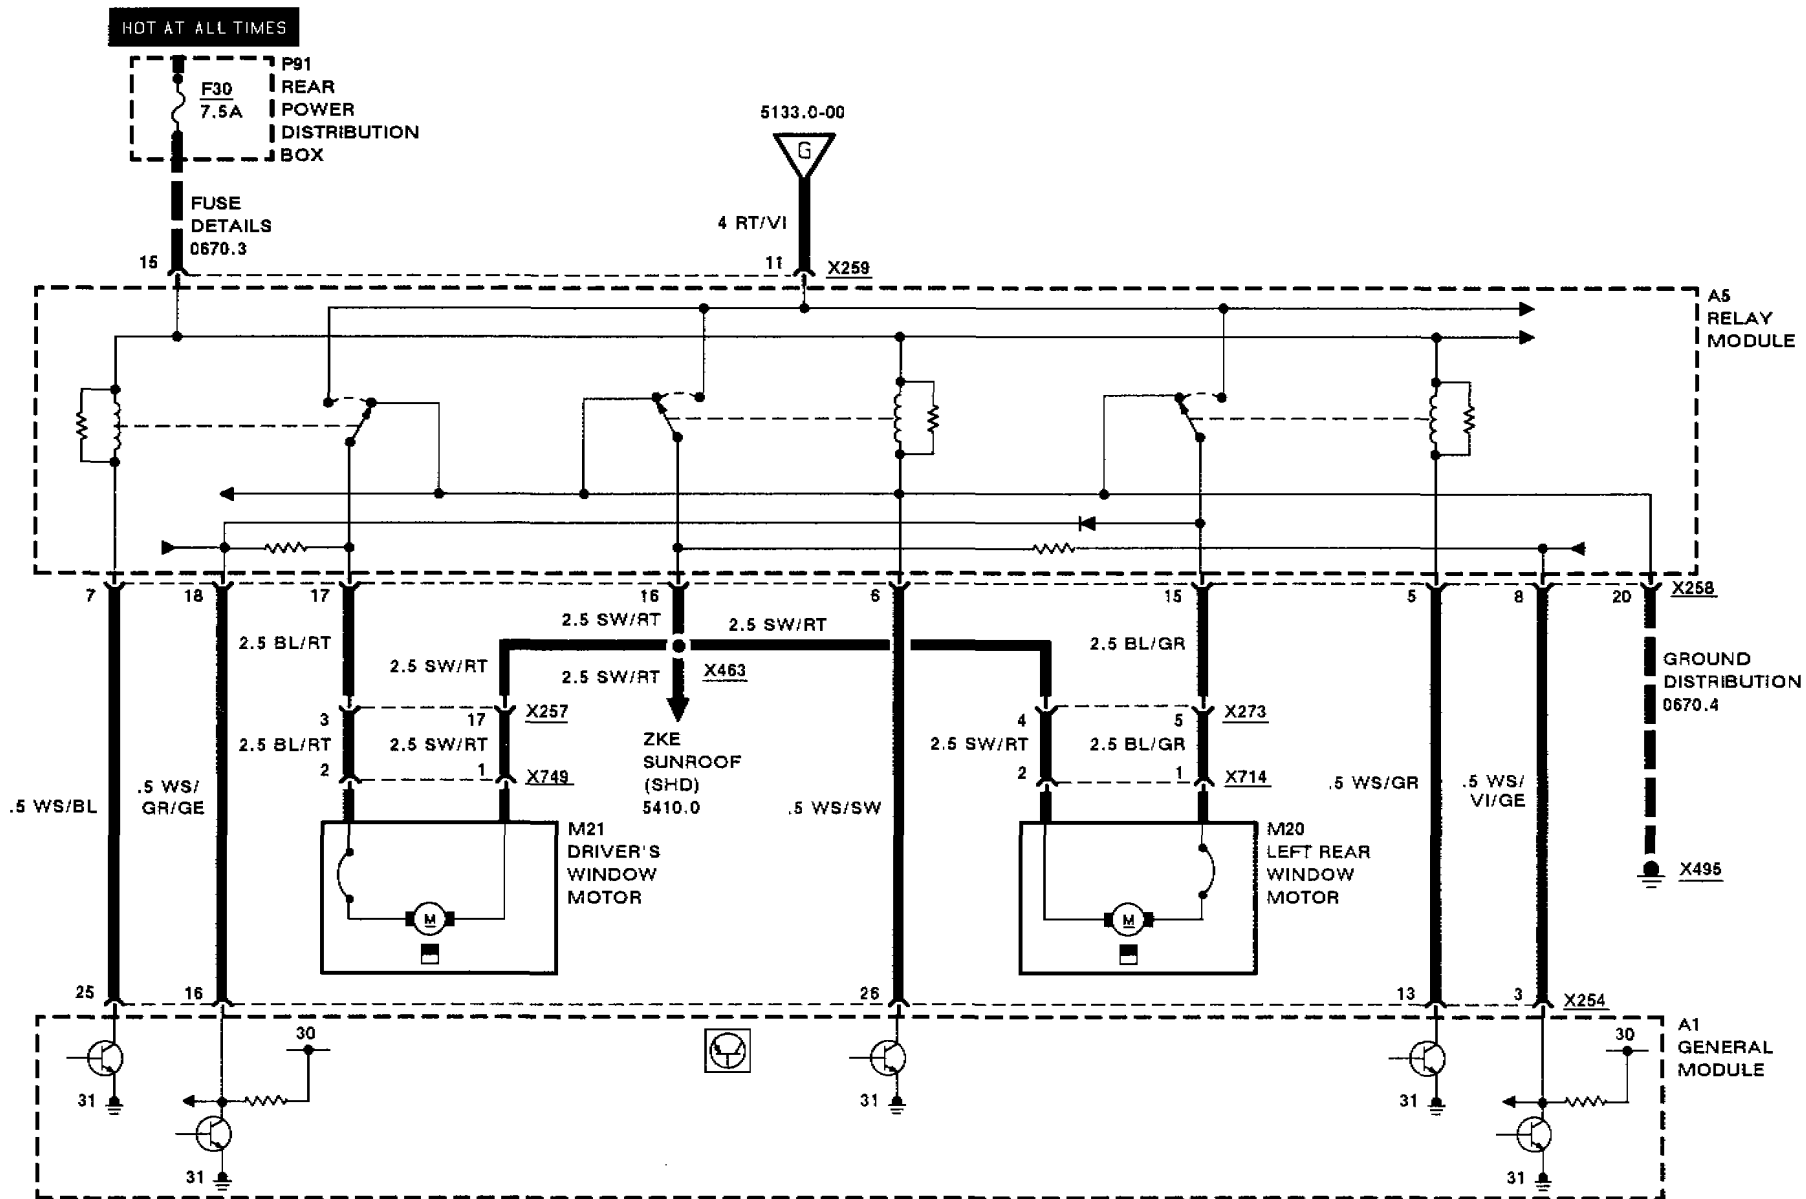 HOT AT ALL TIMES
P91
REAR
POWER
DISTRIBUTION
BOX
F30
7.5A
FUSE
DETAILS
0670.3
15
5133.0-00
G
4 RT/VI
11
X259
A5
RELAY
MODULE
7
18
17
16
6
15
5
8
20
X258
2.5 SW/RT
2.5 SW/RT
2.5 BL/RT
2.5 BL/GR
2.5 SW/RT
2.5 SW/RT
X463
GROUND
DISTRIBUTION
0670.4
3
17
X257
4
5
X273
2.5 BL/RT
2.5 SW/RT
ZKE
SUNROOF
(SHD)
5410.0
2.5 SW/RT
2.5 BL/GR
2
1
X749
2
1
X714
.5 WS/BL
.5 WS/
GR/GE
.5 WS/SW
.5 WS/GR
.5 WS/
VI/GE
M21
DRIVER'S
WINDOW
MOTOR
M
M20
LEFT REAR
WINDOW
MOTOR
M
X495
25
16
26
13
3
X254
A1
GENERAL
MODULE
30
30
31
31
31
31
31